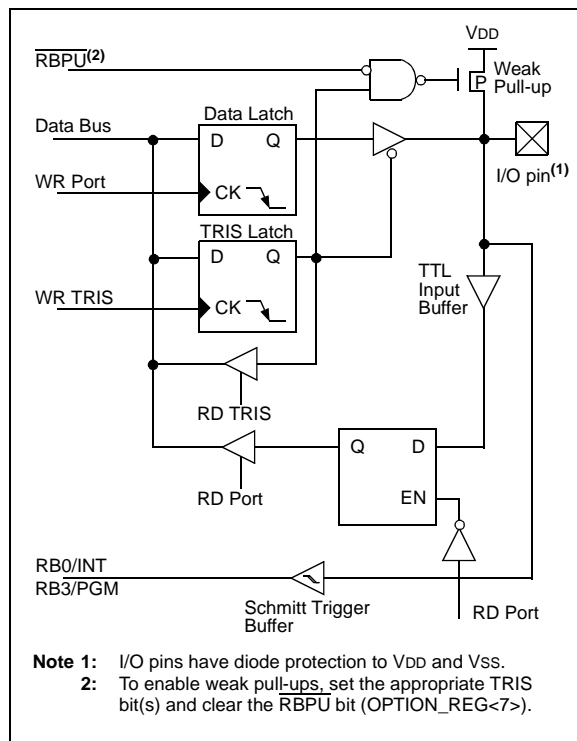 VDD
RBPU(2)
Weak
Pull-up
P
Data Latch
Data Bus
D Q
I/O pin(1)
WR Port
CK
TRIS Latch
D Q
TTL
Input
Buffer
WR TRIS
CK
RD TRIS
Q D
RD Port
EN
RB0/INT
RB3/PGM
Schmitt Trigger
Buffer
RD Port
Note 1: I/O pins have diode protection to VDD and VSS.
2: To enable weak pull-ups, set the appropriate TRIS
bit(s) and clear the RBPU bit (OPTION_REG<7>).